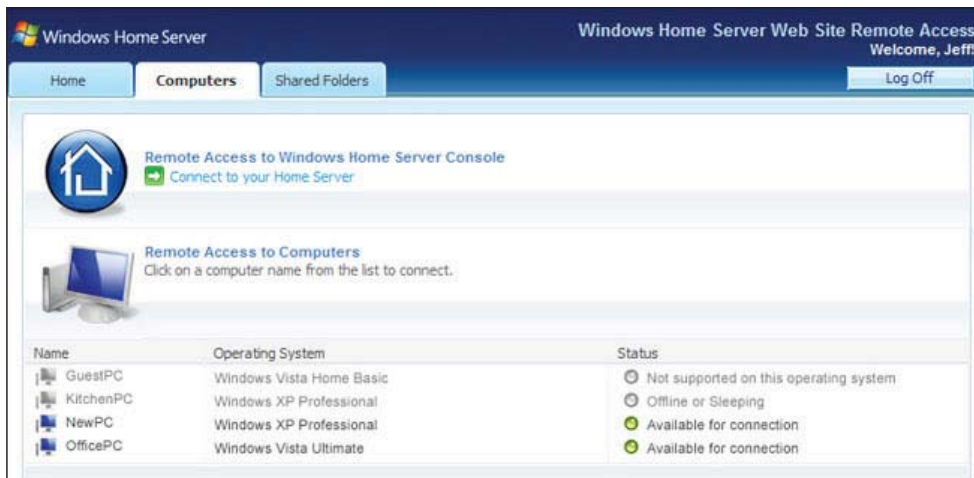 Windows Home Server
Windows Home Server Web Site Remote Access
Welcome, Jeff
Home
Computers
Shared Folders
Log Off
Remote Access to Windows Home Server Console
Connect to your Home Server
Remote Access to Computers
Click on a computer name from the list to connect.
Name Operating System Status
GuestPC Windows Vista Home Basic Not supported on this operating system
KitchenPC Windows XP Professional Offline or Sleeping
NewPC Windows XP Professional Available for connection
OfficePC Windows Vista Ultimate Available for connection